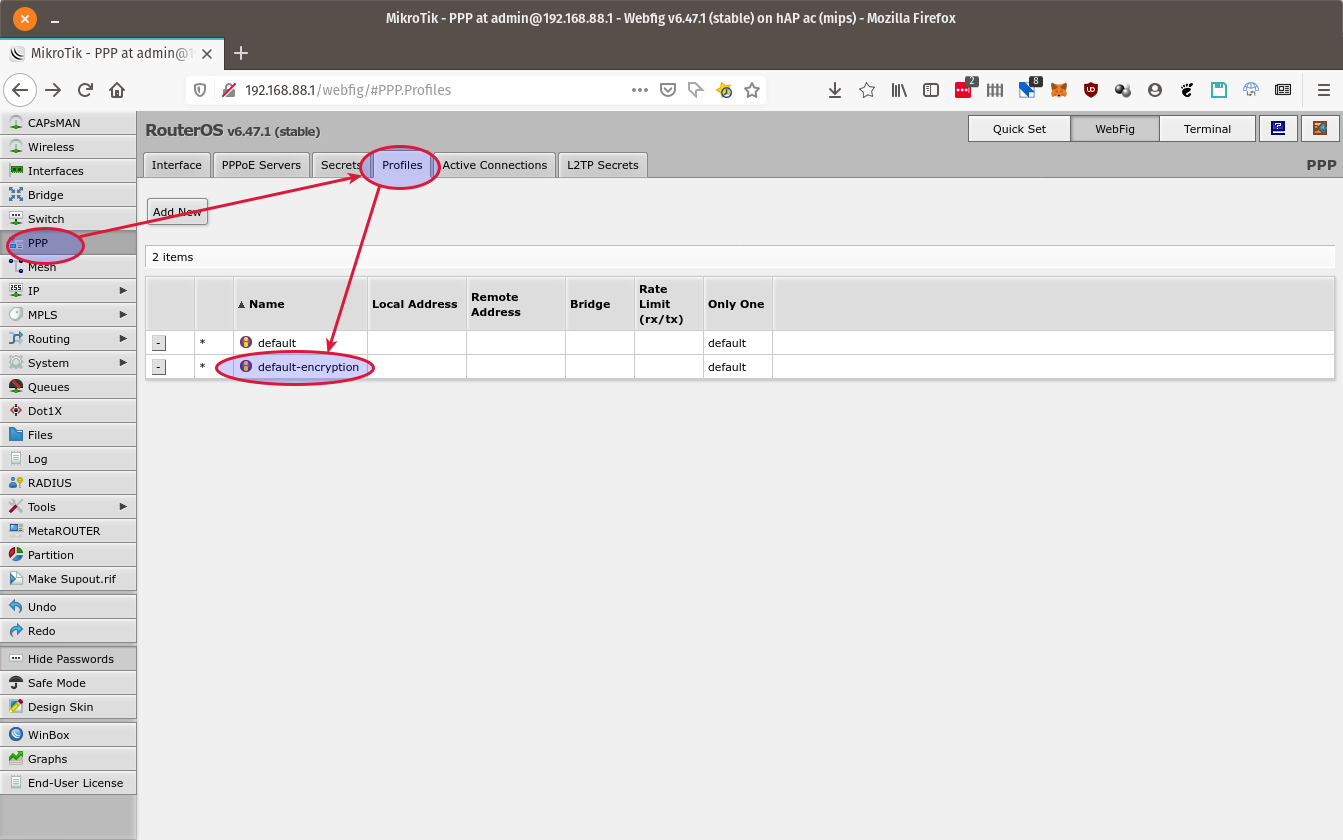 MikroTik - PPP at admin@192.168.88.1 - Webfig v6.47.1 (stable) on hAP ac (mips) - Mozilla Firefox
MikroTik - PPP at admin@1
192.168.88.1/webfig/#PPP.Profiles
2
8
CAPsMAN
Wireless
Interfaces
Bridge
Switch
PPP
Mesh
IP
MPLS
Routing
System
Queues
Dot1X
Files
Log
RADIUS
Tools
MetaROUTER
Partition
Make Supout.rif
Undo
Redo
Hide Passwords
Safe Mode
Design Skin
WinBox
Graphs
End-User License
RouterOS v6.47.1 (stable)
Quick Set
WebFig
Terminal
Interface
PPPoE Servers
Secrets
Profiles
Active Connections
L2TP Secrets
PPP
Add New
2 items
Name
Local Address
Remote Address
Bridge
Rate Limit (rx/tx)
Only One
- * default default
- * default-encryption default